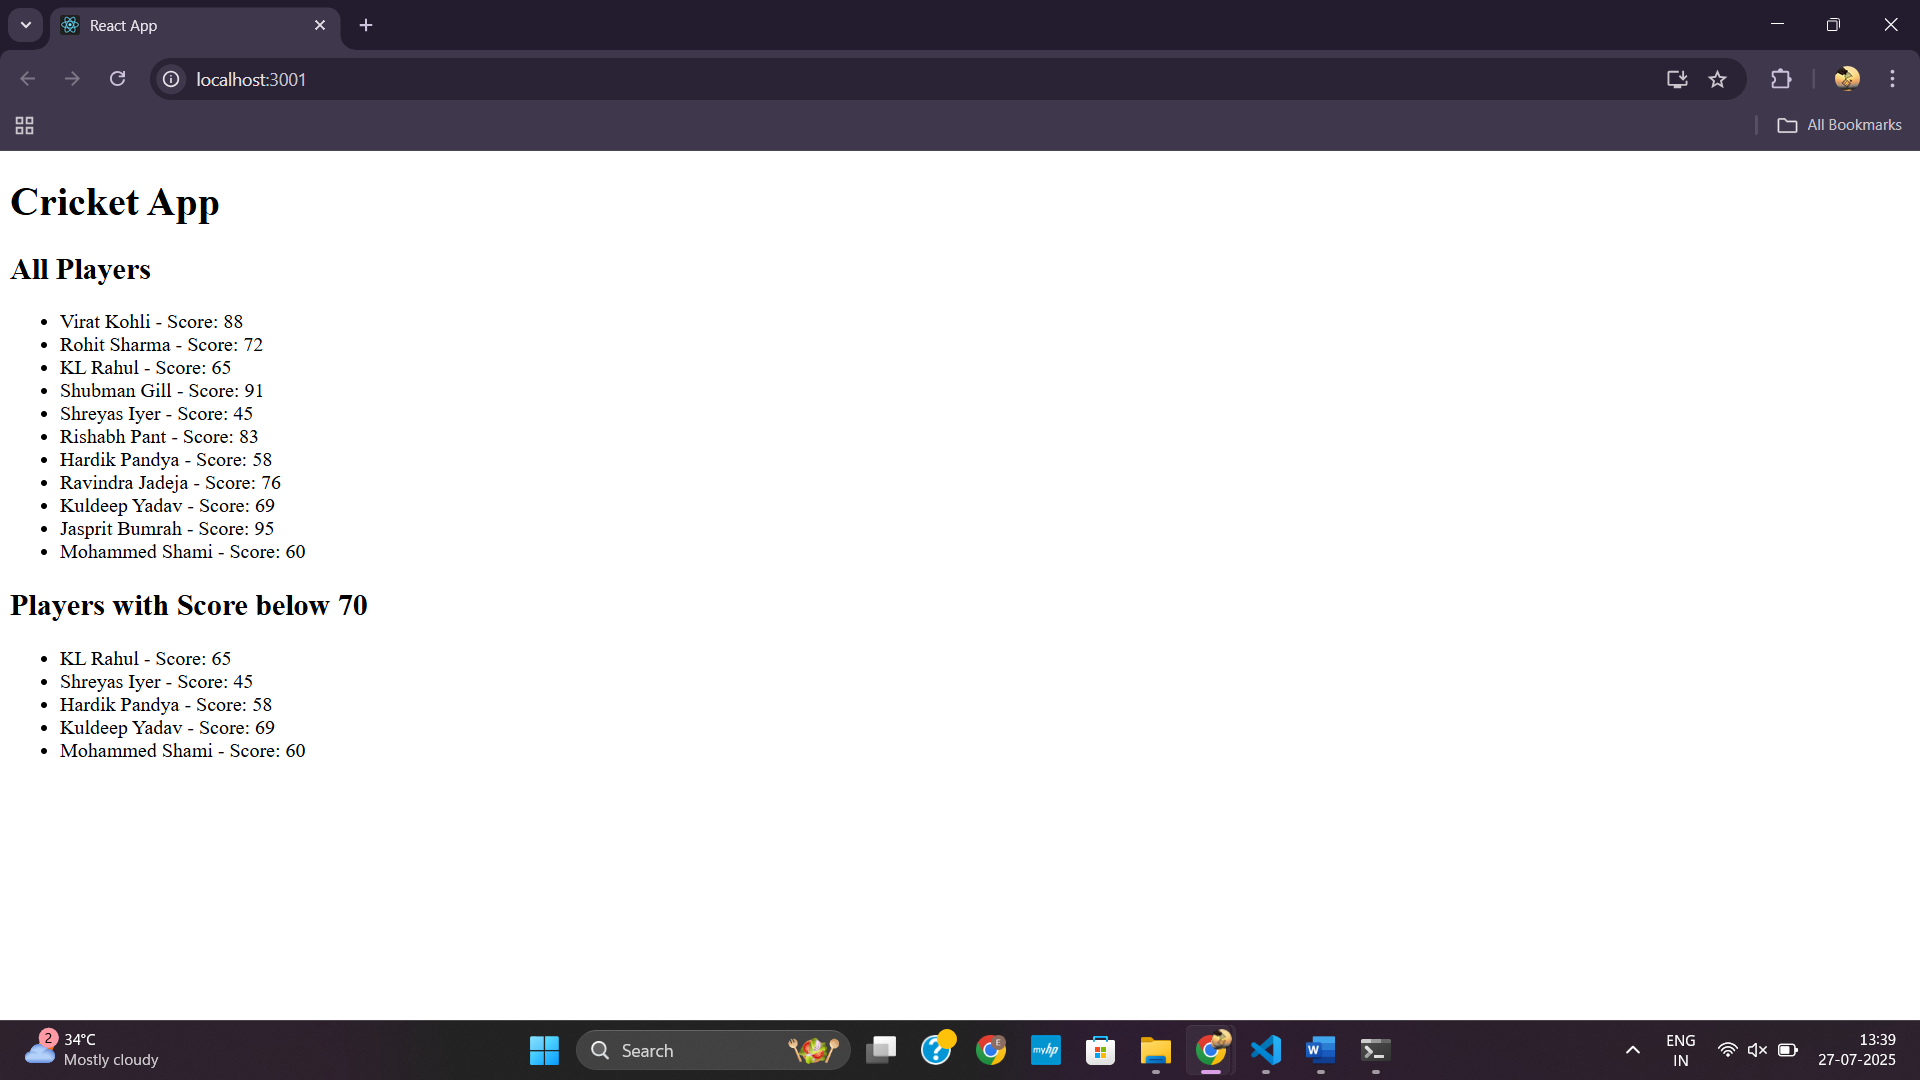 React App
localhost:3001
All Bookmarks
Cricket App
All Players
• Virat Kohli - Score: 88
• Rohit Sharma - Score: 72
• KL Rahul - Score: 65
• Shubman Gill - Score: 91
• Shreyas Iyer - Score: 45
• Rishabh Pant - Score: 83
• Hardik Pandya - Score: 58
• Ravindra Jadeja - Score: 76
• Kuldeep Yadav - Score: 69
• Jasprit Bumrah - Score: 95
• Mohammed Shami - Score: 60
Players with Score below 70
• KL Rahul - Score: 65
• Shreyas Iyer - Score: 45
• Hardik Pandya - Score: 58
• Kuldeep Yadav - Score: 69
• Mohammed Shami - Score: 60
2
34°C
Mostly cloudy
Search
E
myhp
W
ENG
IN
13:39
27-07-2025